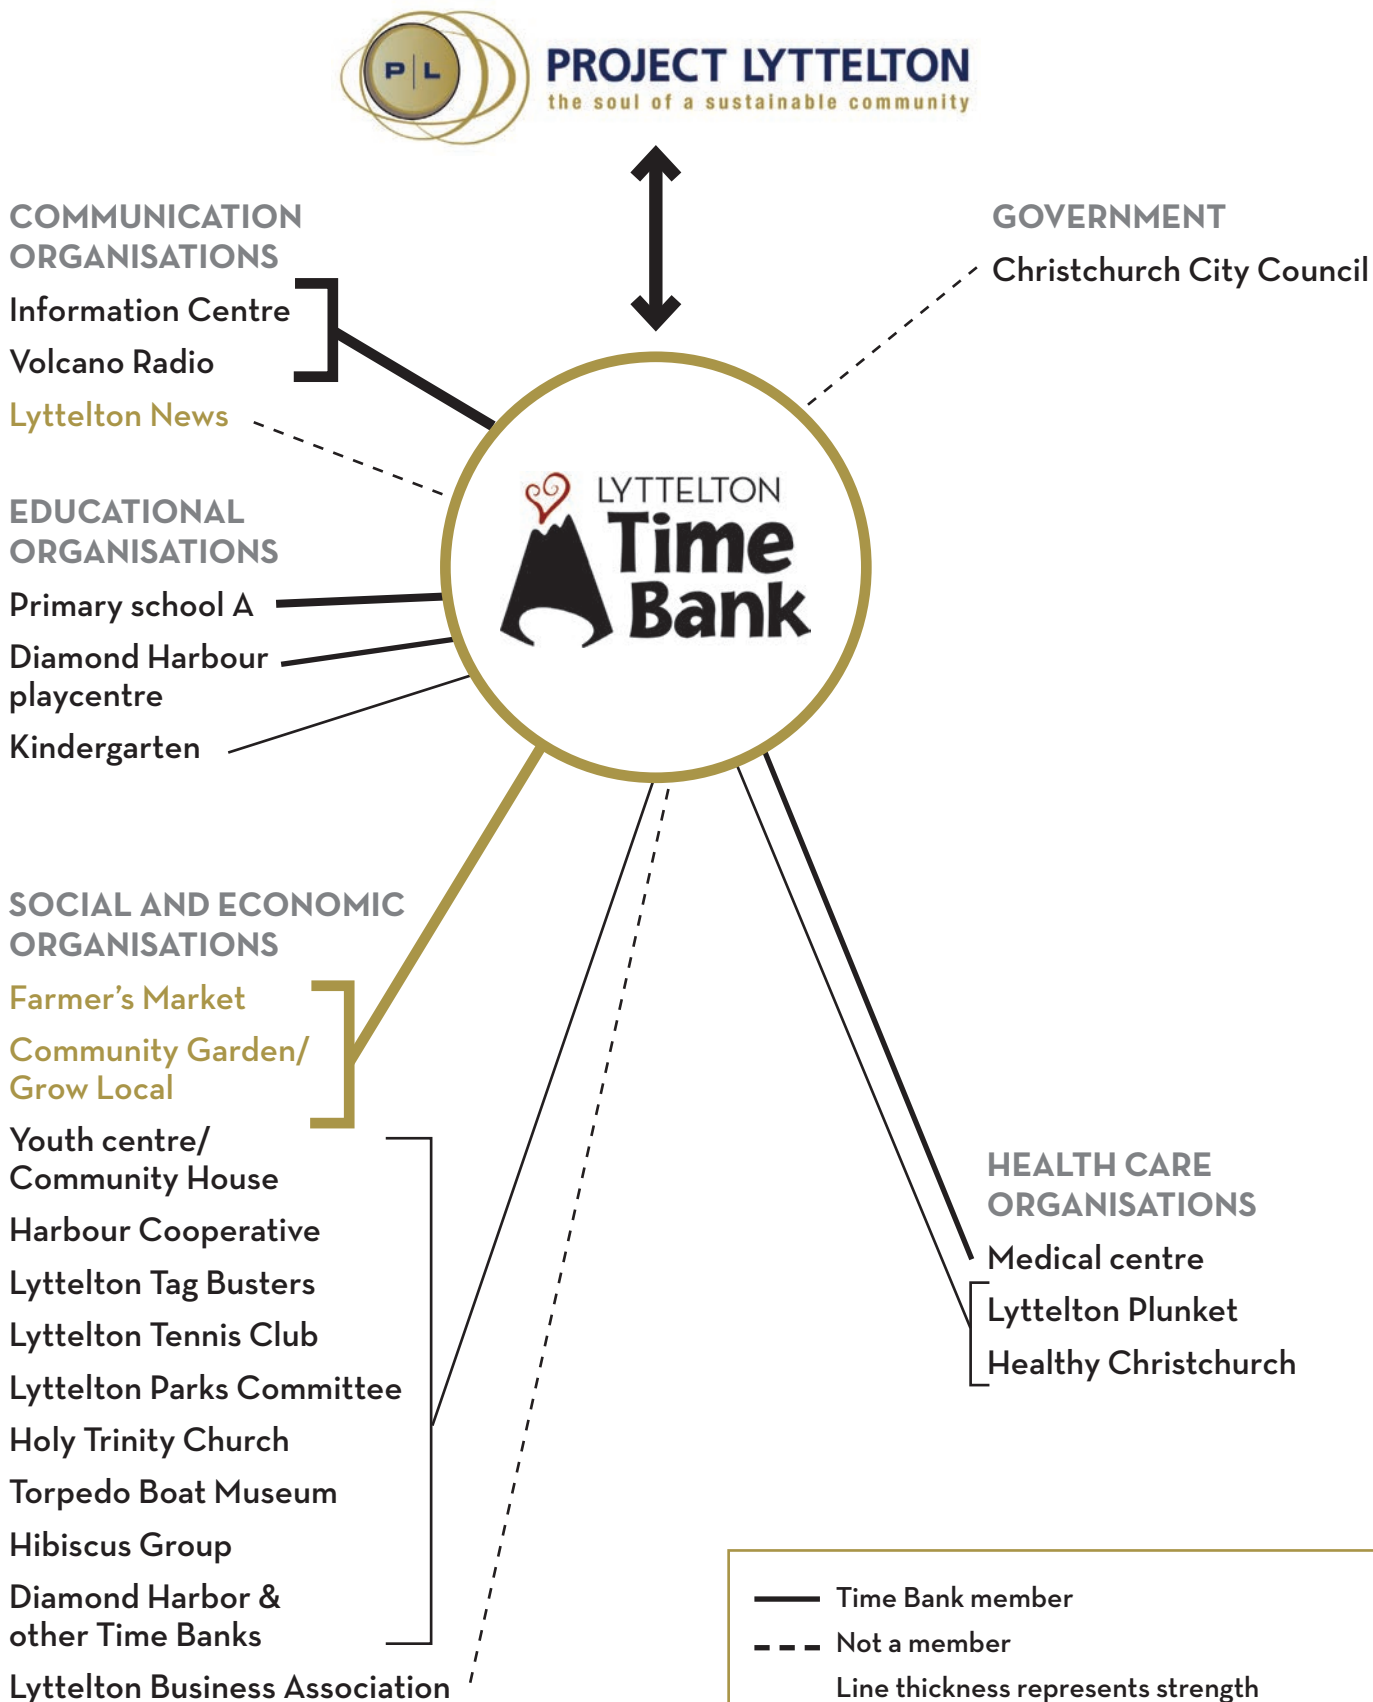 P|L
PROJECT LYTTELTON
the soul of a sustainable community
COMMUNICATION
ORGANISATIONS
Information Centre
Volcano Radio
Lyttelton News
GOVERNMENT
Christchurch City Council
LYTTELTON
Time
Bank
EDUCATIONAL
ORGANISATIONS
Primary school A
Diamond Harbour
playcentre
Kindergarten
SOCIAL AND ECONOMIC
ORGANISATIONS
Farmer’s Market
Community Garden/
Grow Local
Youth centre/
Community House
Harbour Cooperative
Lyttelton Tag Busters
Lyttelton Tennis Club
Lyttelton Parks Committee
Holy Trinity Church
Torpedo Boat Museum
Hibiscus Group
Diamond Harbor &
other Time Banks
Lyttelton Business Association
HEALTH CARE
ORGANISATIONS
Medical centre
Lyttelton Plunket
Healthy Christchurch
Time Bank member
Not a member
Line thickness represents strength